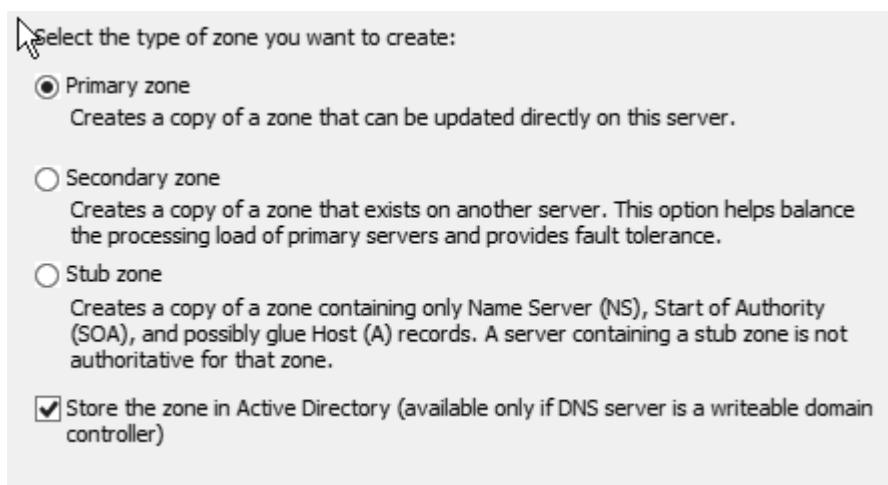 Select the type of zone you want to create:
Primary zone
Creates a copy of a zone that can be updated directly on this server.
Secondary zone
Creates a copy of a zone that exists on another server. This option helps balance
the processing load of primary servers and provides fault tolerance.
Stub zone
Creates a copy of a zone containing only Name Server (NS), Start of Authority
(SOA), and possibly glue Host (A) records. A server containing a stub zone is not
authoritative for that zone.
Store the zone in Active Directory (available only if DNS server is a writeable domain
controller)